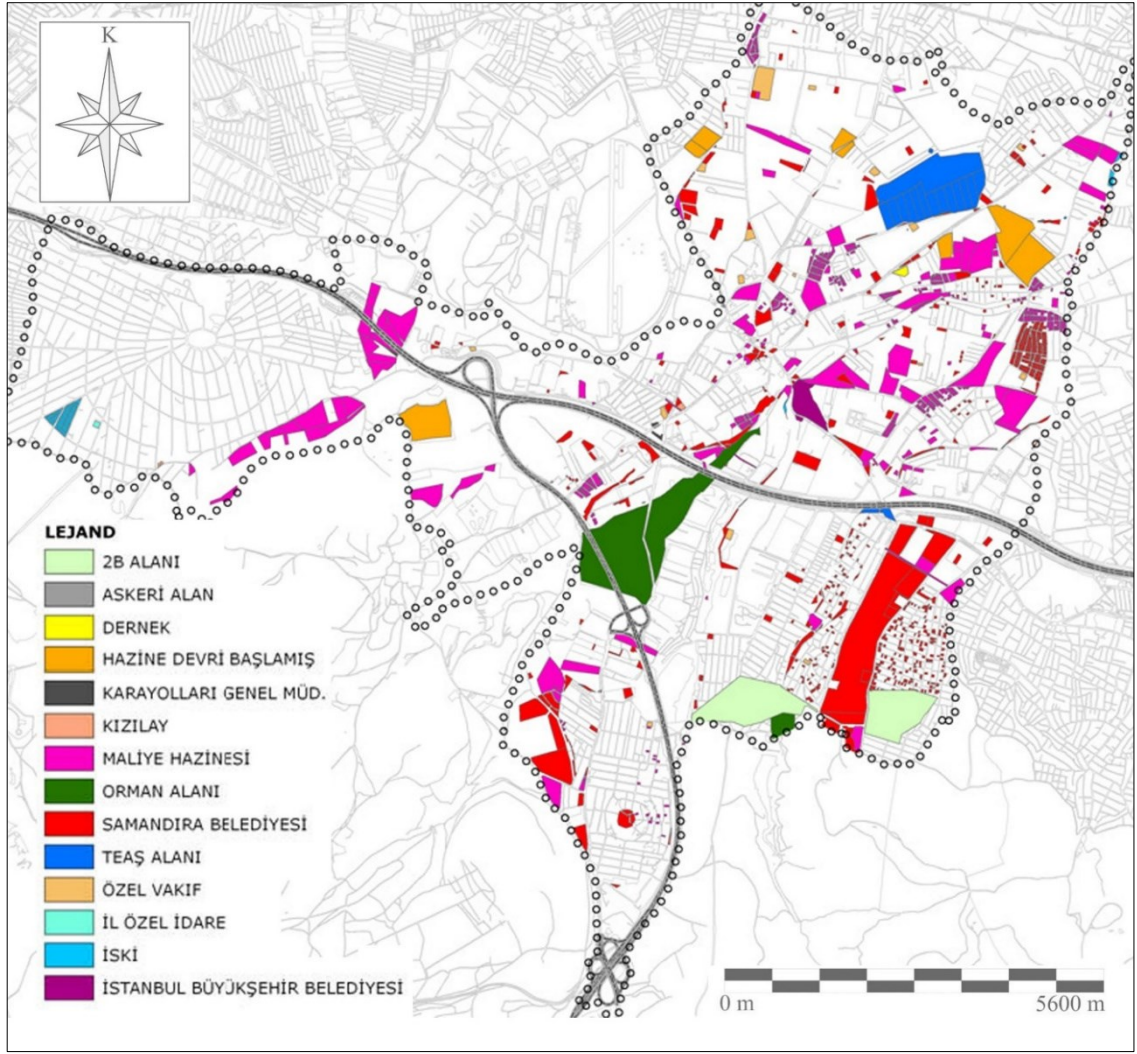 K
LEJAND
2B ALANI
ASKERİ ALAN
DERNEK
HAZİNE DEVRİ BAŞLAMIŞ
KARAYOLLARI GENEL MÜD.
KIZILAY
MALİYE HAZİNESİ
ORMAN ALANI
SAMANDIRA BELEDİYESİ
TEAŞ ALANI
ÖZEL VAKIF
İL ÖZEL İDARE
İSKİ
İSTANBUL BÜYÜKŞEHİR BELEDİYESİ
0 m 5600 m